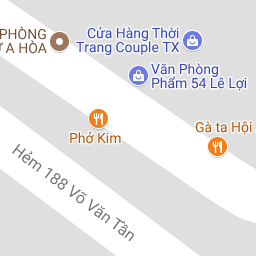 PHÒNG
Ư A HÒA
Cửa Hàng Thời
Trang Couple TX
Văn Phòng
Phẩm 54 Lê Lợi
Phở Kim
Gà ta Hội
Hẻm 188 Võ Văn Tần